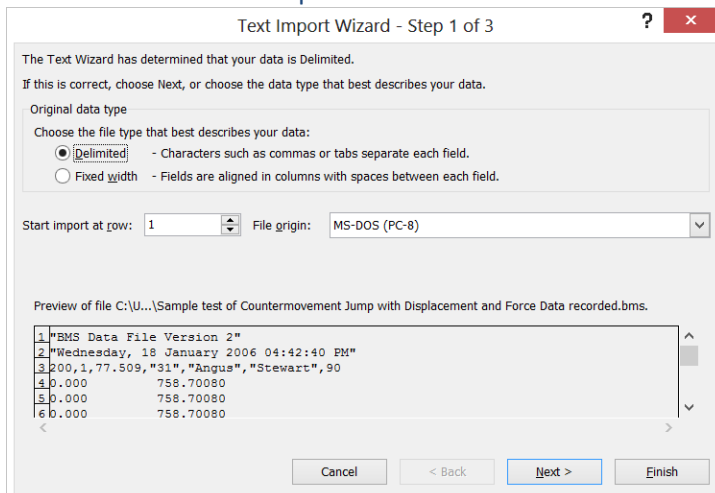 Text Import Wizard - Step 1 of 3 ? ×
The Text Wizard has determined that your data is Delimited.
If this is correct, choose Next, or choose the data type that best describes your data.
Original data type
Choose the file type that best describes your data:
Delimited - Characters such as commas or tabs separate each field.
Fixed width - Fields are aligned in columns with spaces between each field.
Start import at row: 1 File origin: MS-DOS (PC-8)
Preview of file C:\U...\Sample test of Countermovement Jump with Displacement and Force Data recorded.bms.
1 "BMS Data File Version 2"
2 "Wednesday, 18 January 2006 04:42:40 PM"
3 200,1,77.509,"31","Angus","Stewart",90
4 0.000 758.70080
5 0.000 758.70080
6 0.000 758.70080
Cancel < Back Next > Finish